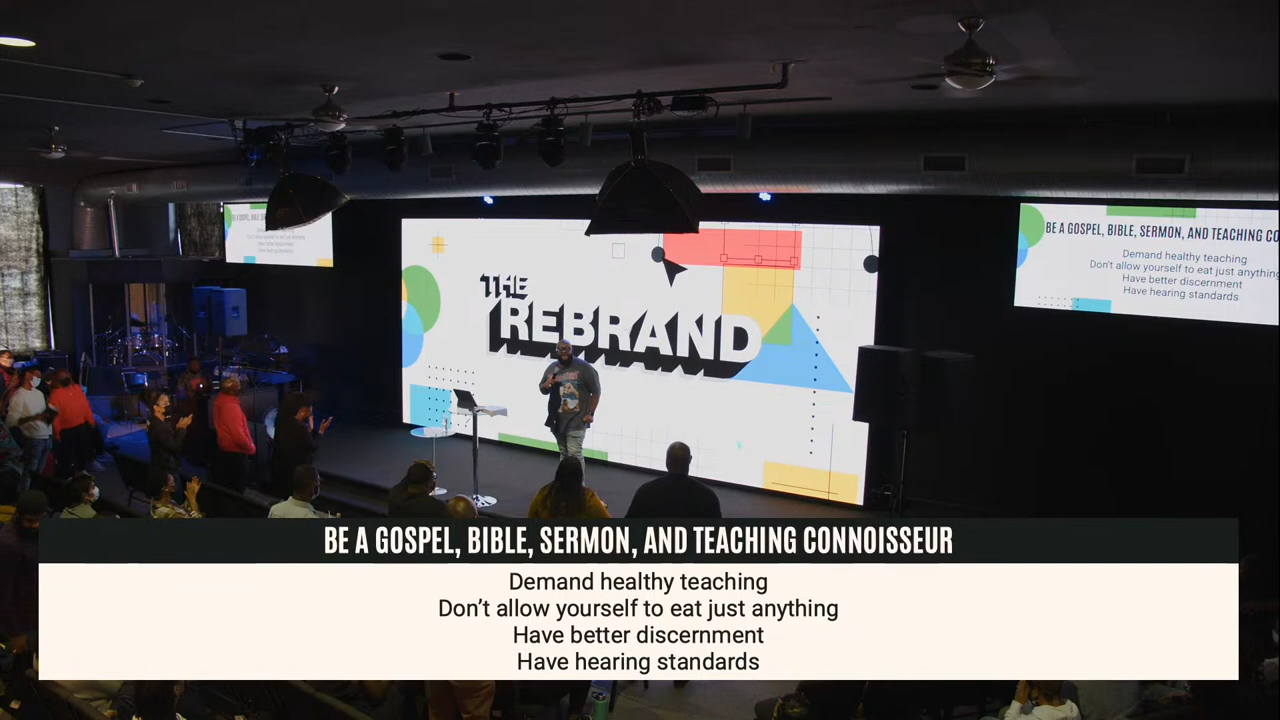 BE A GOSPEL, BIBLE, SERMON, AND TEACHING CO
Demand healthy teaching
Don't allow yourself to eat just anything
Have better discernment
Have hearing standards
THE
REBRAND
BE A GOSPEL, BIBLE, SERMON, AND TEACHING CONNOISSEUR
Demand healthy teaching
Don’t allow yourself to eat just anything
Have better discernment
Have hearing standards